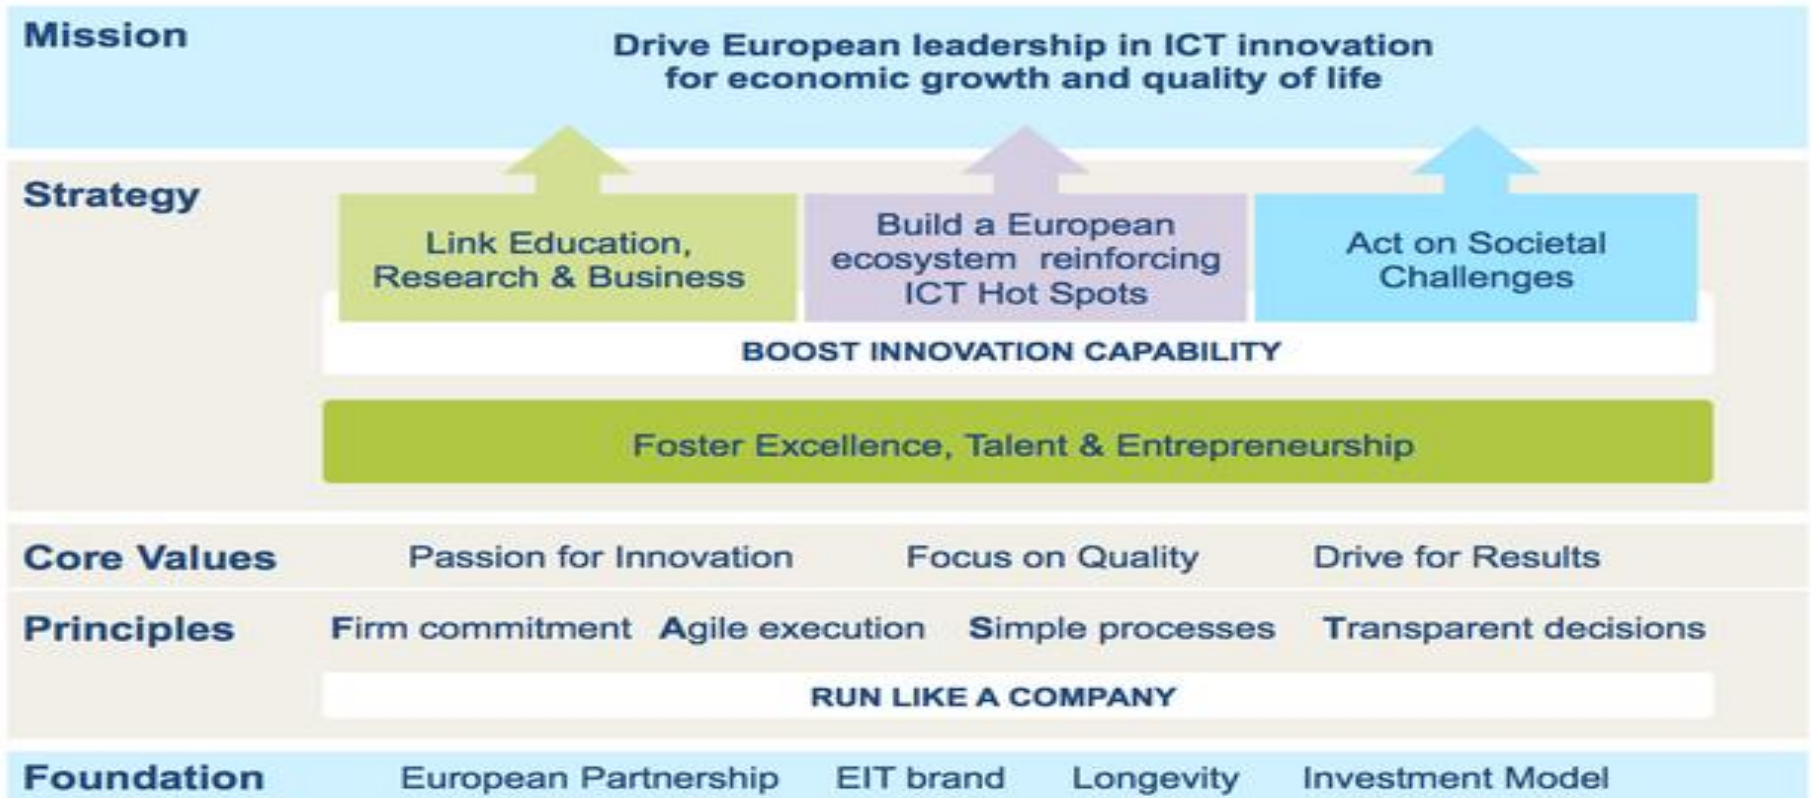 Mission
Drive European leadership in ICT innovation
for economic growth and quality of life
Strategy
Link Education,
Research & Business
Build a European
ecosystem reinforcing
ICT Hot Spots
Act on Societal
Challenges
BOOST INNOVATION CAPABILITY
Foster Excellence, Talent & Entrepreneurship
Core Values Passion for Innovation Focus on Quality Drive for Results
Principles Firm commitment Agile execution Simple processes Transparent decisions
RUN LIKE A COMPANY
Foundation European Partnership EIT brand Longevity Investment Model